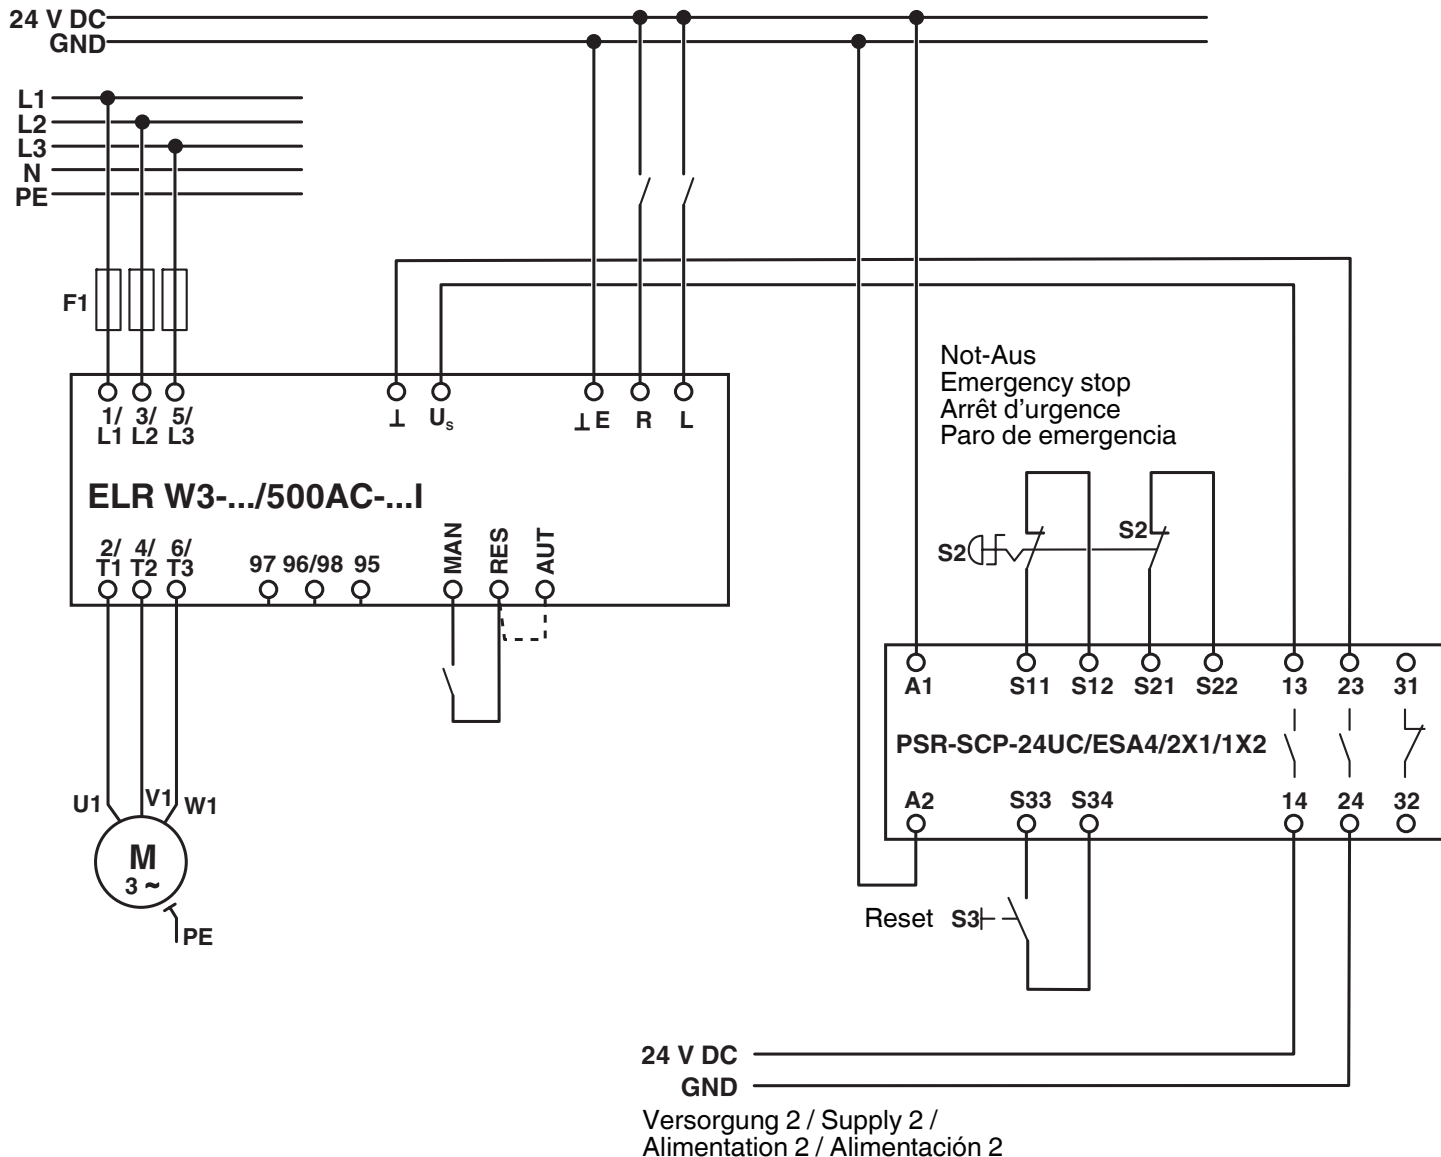 24 V DC
GND
L1
L2
L3
N
PE
F1
1/ 3/ 5/
L1 L2 L3
⊥ Us ⊥E R L
ELR W3-.../500AC-...I
2/ 4/ 6/
T1 T2 T3
97 96/98 95
MAN RES AUT
U1 V1 W1
M
3 ~
PE
Not-Aus
Emergency stop
Arrêt d'urgence
Paro de emergencia
S2
S2
A1 S11 S12 S21 S22 13 23 31
PSR-SCP-24UC/ESA4/2X1/1X2
A2 S33 S34 14 24 32
Reset S3
24 V DC
GND
Versorgung 2 / Supply 2 /
Alimentation 2 / Alimentación 2